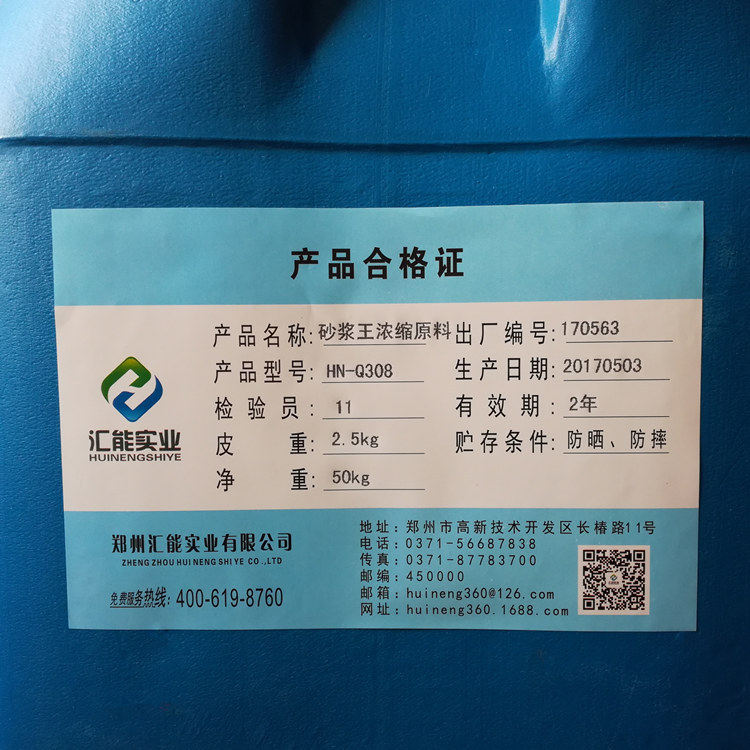 产品合格证
产品名称: 砂浆王浓缩原料 出厂编号: 170563
产品型号: HN-Q308 生产日期: 20170503
检验员: 11 有效期: 2年
皮重: 2.5kg 贮存条件: 防晒、防摔
净重: 50kg
汇能实业
HUINENGSHIYE
郑州汇能实业有限公司
ZHENG ZHOU HUI NENG SHI YE CO.,LTD
免费服务热线: 400-619-8760
地址: 郑州市高新技术开发区长椿路11号
电话: 0371-56687838
传真: 0371-87783700
邮编: 450000
邮箱: huineng360@126.com
网址: huineng360.1688.com